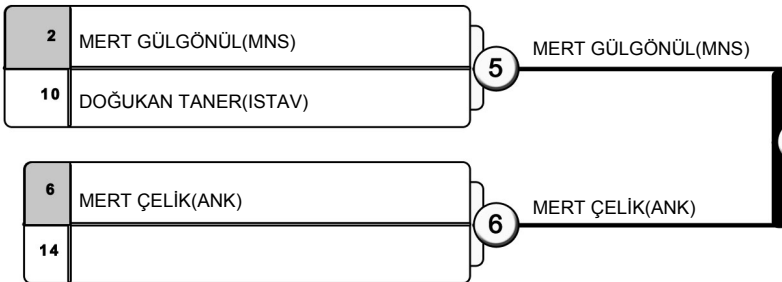 2 MERT GÜLGÖNÜL(MNS)
5 MERT GÜLGÖNÜL(MNS)
10 DOĞUKAN TANER(ISTAV)
6 MERT ÇELİK(ANK)
6 MERT ÇELİK(ANK)
14